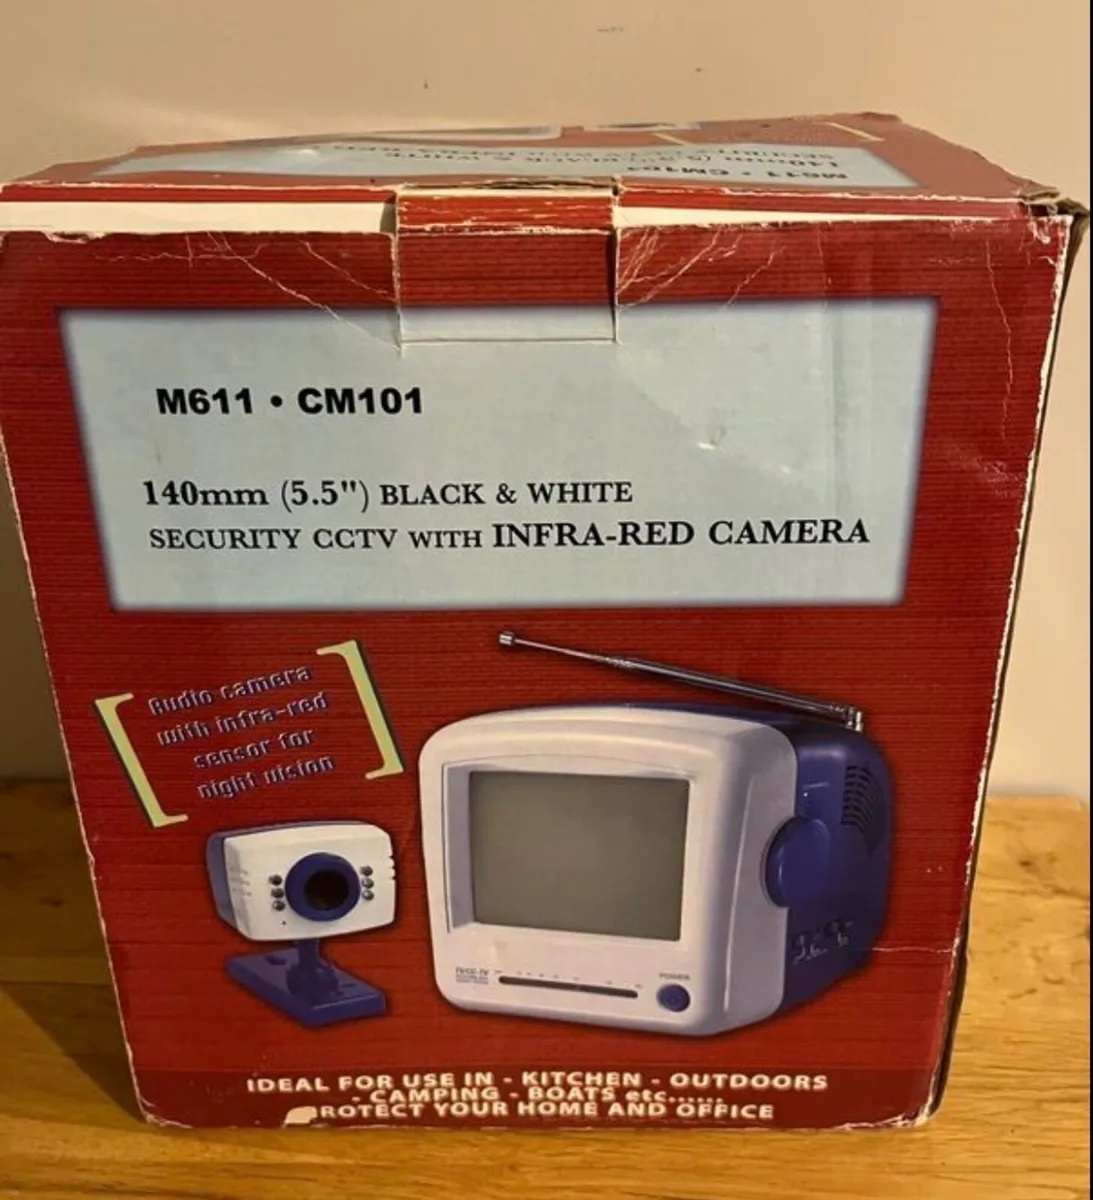 M611 • CM101
140mm (5.5") BLACK & WHITE
SECURITY CCTV WITH INFRA-RED CAMERA
Audio camera
with infra-red
sensor for
night vision
POWER
IDEAL FOR USE IN - KITCHEN - OUTDOORS
- CAMPING - BOATS etc......
ROTECT YOUR HOME AND OFFICE